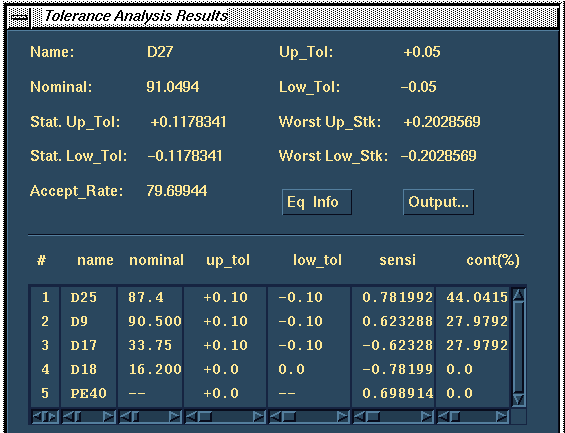 Tolerance Analysis Results
Name: D27 Up_Tol: +0.05
Nominal: 91.0494 Low_Tol: -0.05
Stat. Up_Tol: +0.1178341 Worst Up_Stk: +0.2028569
Stat. Low_Tol: -0.1178341 Worst Low_Stk: -0.2028569
Accept_Rate: 79.69944 Eq Info Output...
# name nominal up_tol low_tol sensi cont(%)
1 D25 87.4 +0.10 -0.10 0.781992 44.0415
2 D9 90.500 +0.10 -0.10 0.623288 27.9792
3 D17 33.75 +0.10 -0.10 -0.62328 27.9792
4 D18 16.200 +0.0 0.0 -0.78199 0.0
5 PE40 -- +0.0 -- 0.698914 0.0